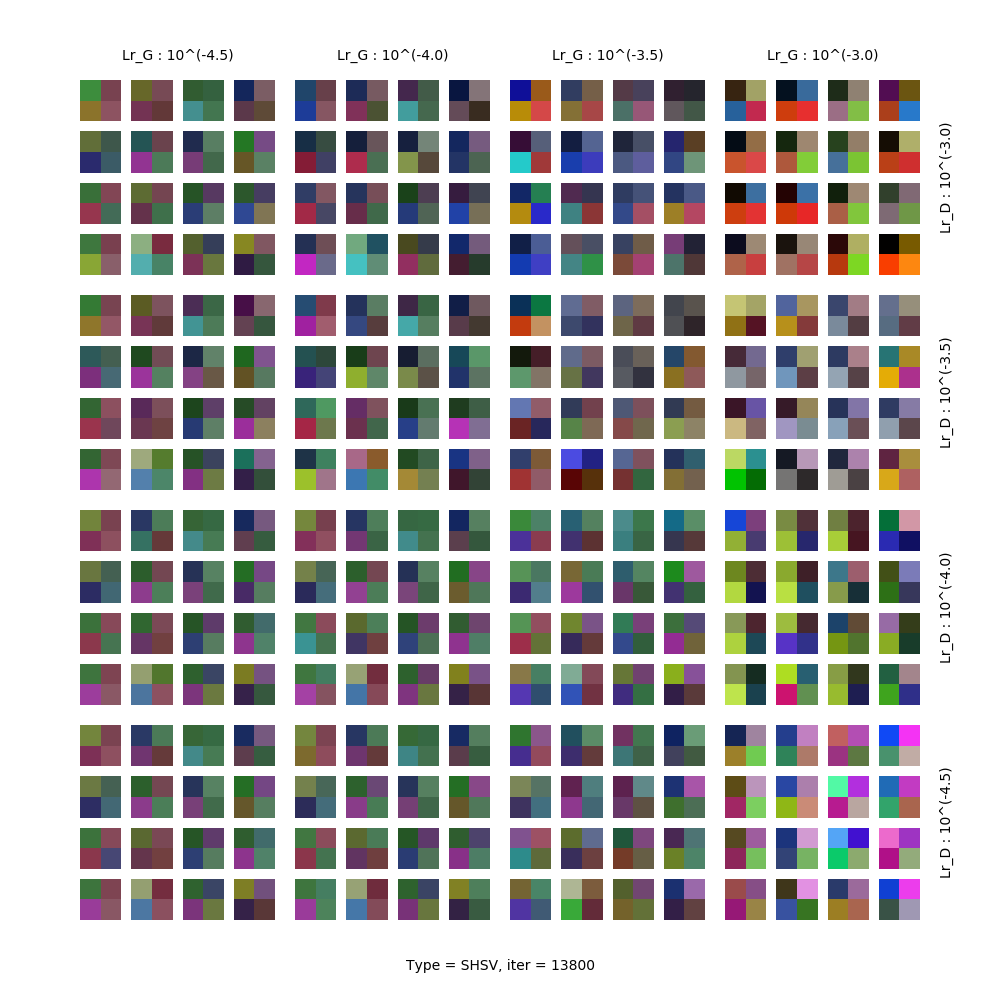 Lr_G : 10^(-4.5)
Lr_G : 10^(-4.0)
Lr_G : 10^(-3.5)
Lr_G : 10^(-3.0)
Lr_D : 10^(-3.0)
Lr_D : 10^(-3.5)
Lr_D : 10^(-4.0)
Lr_D : 10^(-4.5)
Type = SHSV, iter = 13800